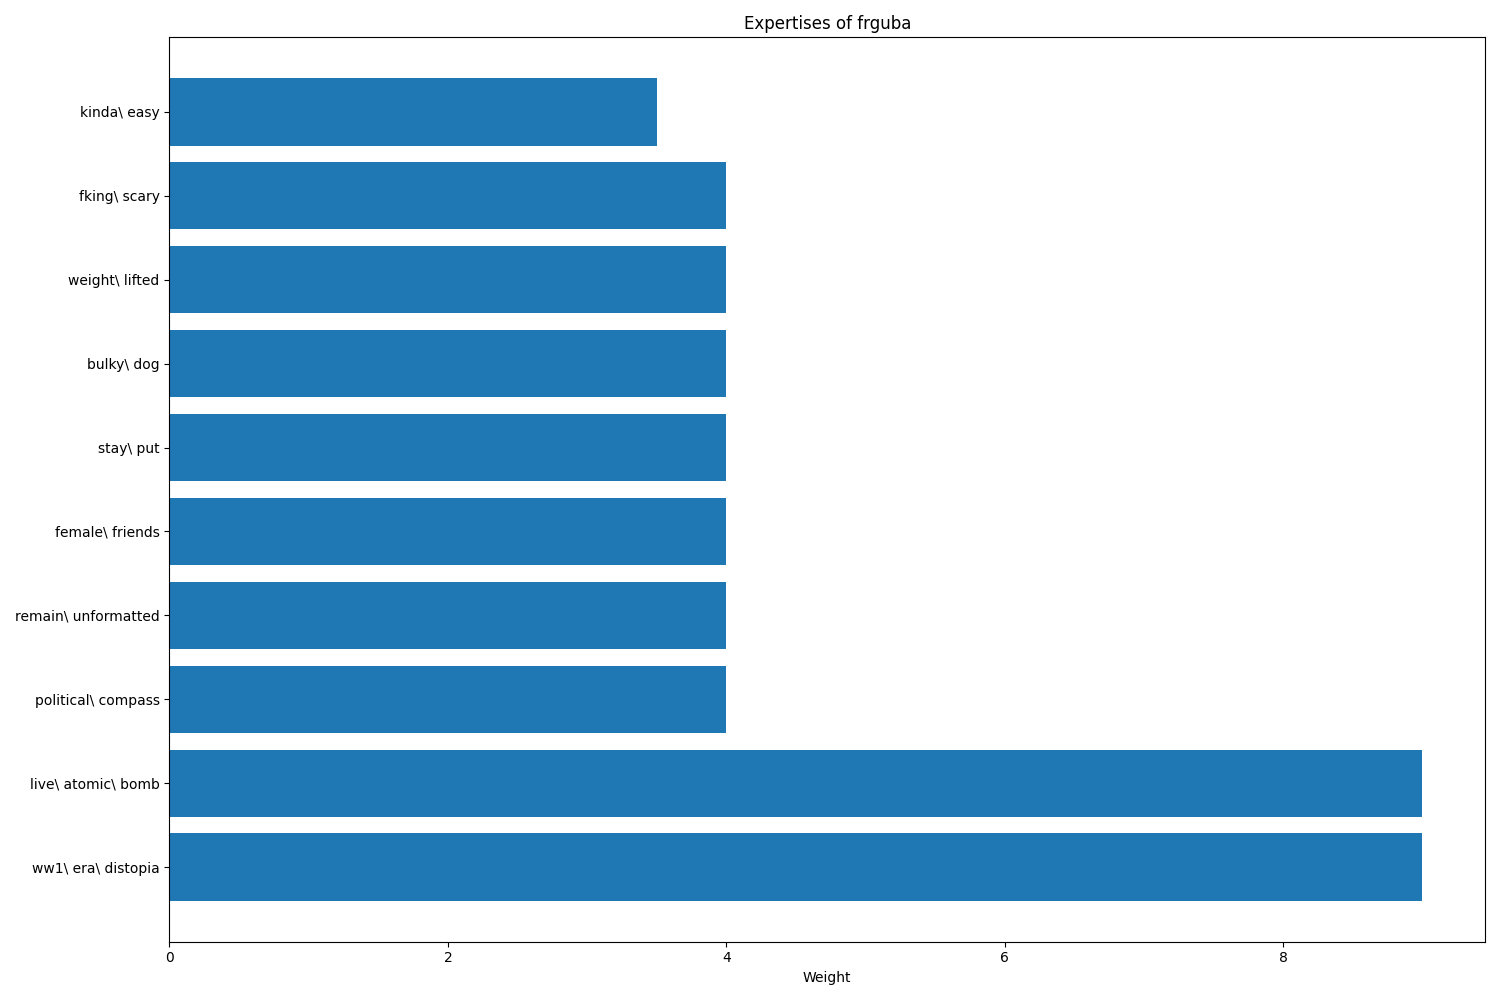 Expertises of frguba
kinda\ easy
fking\ scary
weight\ lifted
bulky\ dog
stay\ put
female\ friends
remain\ unformatted
political\ compass
live\ atomic\ bomb
ww1\ era\ distopia
0 2 4 6 8
Weight